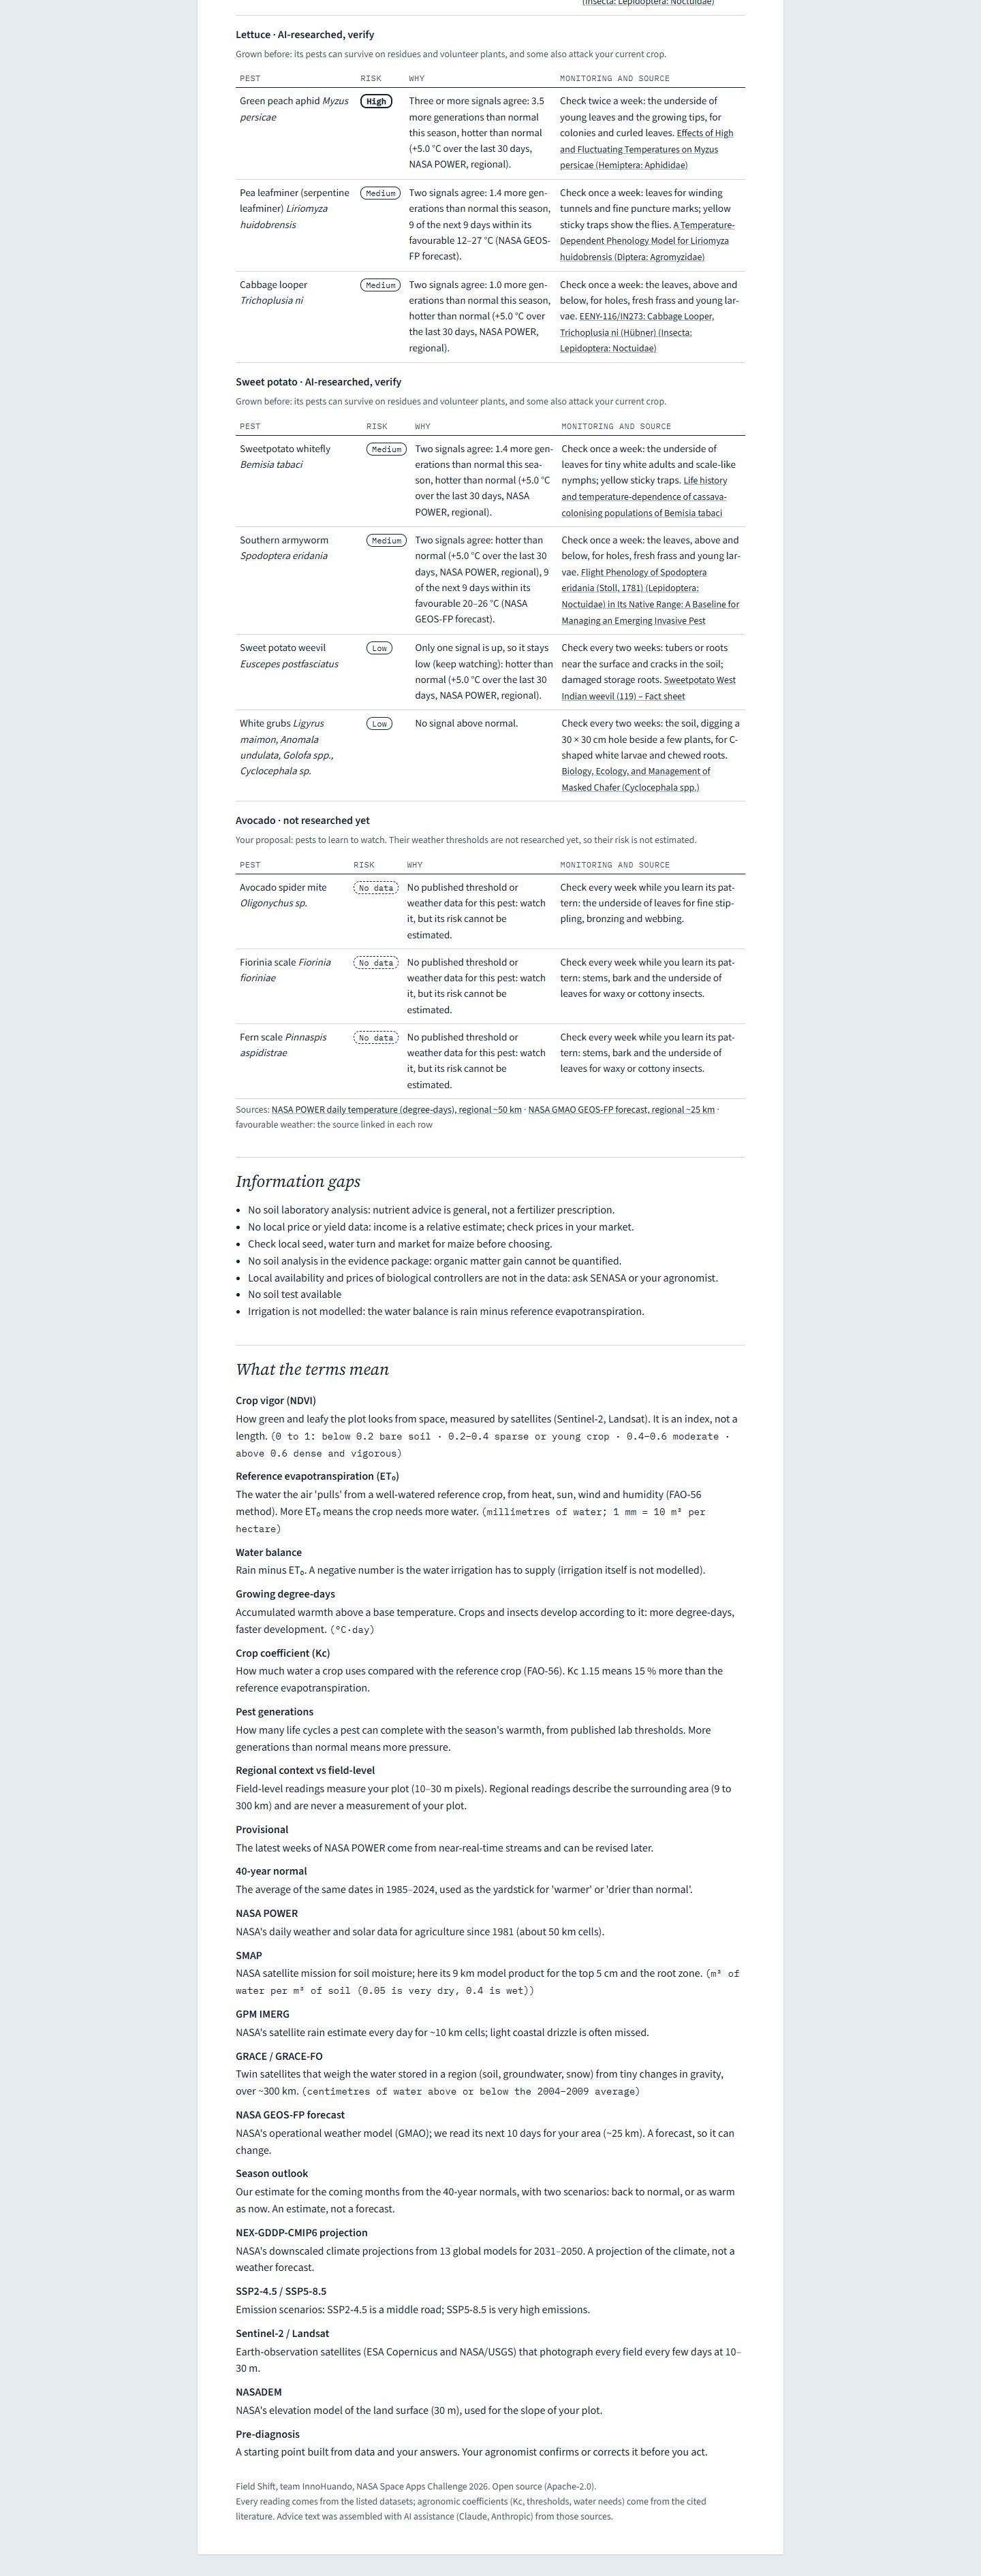 (Insecta: Lepidoptera: Noctuidae)
Lettuce · AI-researched, verify
Grown before: its pests can survive on residues and volunteer plants, and some also attack your current crop.
PEST RISK WHY MONITORING AND SOURCE
Green peach aphid Myzus persicae
High
Three or more signals agree: 3.5
more generations than normal
this season, hotter than normal
(+5.0 °C over the last 30 days,
NASA POWER, regional).
Check twice a week: the underside of
young leaves and the growing tips, for
colonies and curled leaves. Effects of High
and Fluctuating Temperatures on Myzus
persicae (Hemiptera: Aphididae)
Pea leafminer (serpentine
leafminer) Liriomyza
huidobrensis
Medium
Two signals agree: 1.4 more gen-
erations than normal this season,
9 of the next 9 days within its
favourable 12–27 °C (NASA GEOS-
FP forecast).
Check once a week: leaves for winding
tunnels and fine puncture marks; yellow
sticky traps show the flies. A Temperature-
Dependent Phenology Model for Liriomyza
huidobrensis (Diptera: Agromyzidae)
Cabbage looper
Trichoplusia ni
Medium
Two signals agree: 1.0 more gen-
erations than normal this season,
hotter than normal (+5.0 °C over
the last 30 days, NASA POWER,
regional).
Check once a week: the leaves, above and
below, for holes, fresh frass and young lar-
vae. EENY-116/IN273: Cabbage Looper,
Trichoplusia ni (Hübner) (Insecta:
Lepidoptera: Noctuidae)
Sweet potato · AI-researched, verify
Grown before: its pests can survive on residues and volunteer plants, and some also attack your current crop.
PEST RISK WHY MONITORING AND SOURCE
Sweetpotato whitefly
Bemisia tabaci
Medium
Two signals agree: 1.4 more gen-
erations than normal this sea-
son, hotter than normal (+5.0 °C
over the last 30 days, NASA
POWER, regional).
Check once a week: the underside of
leaves for tiny white adults and scale-like
nymphs; yellow sticky traps. Life history
and temperature-dependence of cassava-
colonising populations of Bemisia tabaci
Southern armyworm
Spodoptera eridania
Medium
Two signals agree: hotter than
normal (+5.0 °C over the last 30
days, NASA POWER, regional), 9
of the next 9 days within its
favourable 20–26 °C (NASA
GEOS-FP forecast).
Check once a week: the leaves, above and
below, for holes, fresh frass and young lar-
vae. Flight Phenology of Spodoptera
eridania (Stoll, 1781) (Lepidoptera:
Noctuidae) in Its Native Range: A Baseline for
Managing an Emerging Invasive Pest
Sweet potato weevil
Euscepes postfasciatus
Low
Only one signal is up, so it stays
low (keep watching): hotter than
normal (+5.0 °C over the last 30
days, NASA POWER, regional).
Check every two weeks: tubers or roots
near the surface and cracks in the soil;
damaged storage roots. Sweetpotato West
Indian weevil (119) – Fact sheet
White grubs Ligyrus
maimon, Anomala
undulata, Golofa spp.,
Cyclocephala sp.
Low
No signal above normal.
Check every two weeks: the soil, digging a
30 × 30 cm hole beside a few plants, for C-
shaped white larvae and chewed roots.
Biology, Ecology, and Management of
Masked Chafer (Cyclocephala spp.)
Avocado · not researched yet
Your proposal: pests to learn to watch. Their weather thresholds are not researched yet, so their risk is not estimated.
PEST RISK WHY MONITORING AND SOURCE
Avocado spider mite
Oligonychus sp.
No data
No published threshold or
weather data for this pest: watch
it, but its risk cannot be
estimated.
Check every week while you learn its pat-
tern: the underside of leaves for fine stip-
pling, bronzing and webbing.
Fiorinia scale Fiorinia
fioriniae
No data
No published threshold or
weather data for this pest: watch
it, but its risk cannot be
estimated.
Check every week while you learn its pat-
tern: stems, bark and the underside of
leaves for waxy or cottony insects.
Fern scale Pinnaspis
aspidistrae
No data
No published threshold or
weather data for this pest: watch
it, but its risk cannot be
estimated.
Check every week while you learn its pat-
tern: stems, bark and the underside of
leaves for waxy or cottony insects.
Sources: NASA POWER daily temperature (degree-days), regional ~50 km · NASA GMAO GEOS-FP forecast, regional ~25 km ·
favourable weather: the source linked in each row
Information gaps
• No soil laboratory analysis: nutrient advice is general, not a fertilizer prescription.
• No local price or yield data: income is a relative estimate; check prices in your market.
• Check local seed, water turn and market for maize before choosing.
• No soil analysis in the evidence package: organic matter gain cannot be quantified.
• Local availability and prices of biological controllers are not in the data: ask SENASA or your agronomist.
• No soil test available
• Irrigation is not modelled: the water balance is rain minus reference evapotranspiration.
What the terms mean
Crop vigor (NDVI)
How green and leafy the plot looks from space, measured by satellites (Sentinel-2, Landsat). It is an index, not a
length. (0 to 1: below 0.2 bare soil · 0.2–0.4 sparse or young crop · 0.4–0.6 moderate ·
above 0.6 dense and vigorous)
Reference evapotranspiration (ET₀)
The water the air 'pulls' from a well-watered reference crop, from heat, sun, wind and humidity (FAO-56
method). More ET₀ means the crop needs more water. (millimetres of water; 1 mm = 10 m³ per
hectare)
Water balance
Rain minus ET₀. A negative number is the water irrigation has to supply (irrigation itself is not modelled).
Growing degree-days
Accumulated warmth above a base temperature. Crops and insects develop according to it: more degree-days,
faster development. (°C·day)
Crop coefficient (Kc)
How much water a crop uses compared with the reference crop (FAO-56). Kc 1.15 means 15 % more than the
reference evapotranspiration.
Pest generations
How many life cycles a pest can complete with the season's warmth, from published lab thresholds. More
generations than normal means more pressure.
Regional context vs field-level
Field-level readings measure your plot (10–30 m pixels). Regional readings describe the surrounding area (9 to
300 km) and are never a measurement of your plot.
Provisional
The latest weeks of NASA POWER come from near-real-time streams and can be revised later.
40-year normal
The average of the same dates in 1985–2024, used as the yardstick for 'warmer' or 'drier than normal'.
NASA POWER
NASA's daily weather and solar data for agriculture since 1981 (about 50 km cells).
SMAP
NASA satellite mission for soil moisture; here its 9 km model product for the top 5 cm and the root zone. (m³ of
water per m³ of soil (0.05 is very dry, 0.4 is wet))
GPM IMERG
NASA's satellite rain estimate every day for ~10 km cells; light coastal drizzle is often missed.
GRACE / GRACE-FO
Twin satellites that weigh the water stored in a region (soil, groundwater, snow) from tiny changes in gravity,
over ~300 km. (centimetres of water above or below the 2004–2009 average)
NASA GEOS-FP forecast
NASA's operational weather model (GMAO); we read its next 10 days for your area (~25 km). A forecast, so it can
change.
Season outlook
Our estimate for the coming months from the 40-year normals, with two scenarios: back to normal, or as warm
as now. An estimate, not a forecast.
NEX-GDDP-CMIP6 projection
NASA's downscaled climate projections from 13 global models for 2031–2050. A projection of the climate, not a
weather forecast.
SSP2-4.5 / SSP5-8.5
Emission scenarios: SSP2-4.5 is a middle road; SSP5-8.5 is very high emissions.
Sentinel-2 / Landsat
Earth-observation satellites (ESA Copernicus and NASA/USGS) that photograph every field every few days at 10–
30 m.
NASADEM
NASA's elevation model of the land surface (30 m), used for the slope of your plot.
Pre-diagnosis
A starting point built from data and your answers. Your agronomist confirms or corrects it before you act.
Field Shift, team InnoHuando, NASA Space Apps Challenge 2026. Open source (Apache-2.0).
Every reading comes from the listed datasets; agronomic coefficients (Kc, thresholds, water needs) come from the cited
literature. Advice text was assembled with AI assistance (Claude, Anthropic) from those sources.